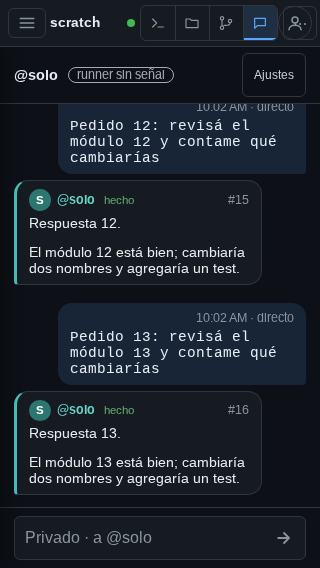 scratch
@solo runner sin señal Ajustes
10:02 AM · directo
Pedido 12: revisá el
módulo 12 y contame qué
cambiarías
S @solo hecho #15
Respuesta 12.
El módulo 12 está bien; cambiaría
dos nombres y agregaría un test.
10:02 AM · directo
Pedido 13: revisá el
módulo 13 y contame qué
cambiarías
S @solo hecho #16
Respuesta 13.
El módulo 13 está bien; cambiaría
dos nombres y agregaría un test.
Privado · a @solo